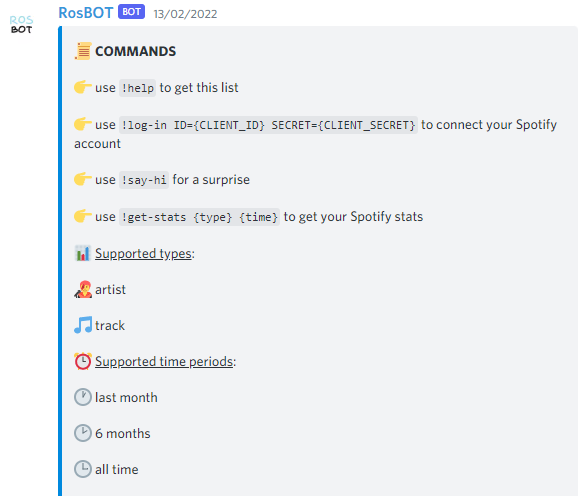 ROS
BOT
RosBOT BOT 13/02/2022
COMMANDS
use !help to get this list
use !log-in ID={CLIENT_ID} SECRET={CLIENT_SECRET} to connect your Spotify
account
use !say-hi for a surprise
use !get-stats {type} {time} to get your Spotify stats
Supported types:
artist
track
Supported time periods:
last month
6 months
all time